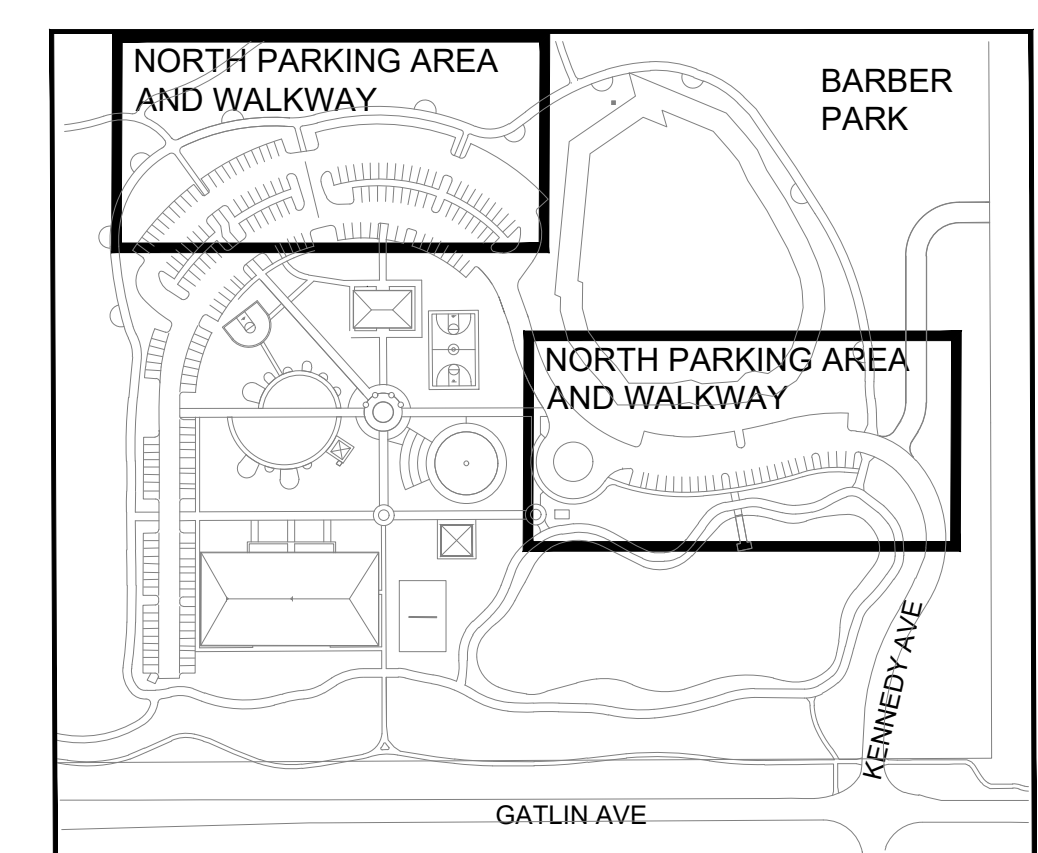 NORTH PARKING AREA
AND WALKWAY
BARBER
PARK
NORTH PARKING AREA
AND WALKWAY
KENNEDY AVE
GATLIN AVE